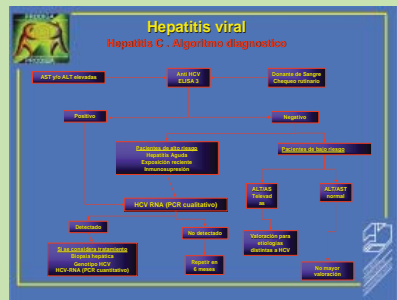 Hepatitis viral
Hepatitis C . Algoritmo diagnostico
AST y/o ALT elevadas
Anti HCV
ELISA 3
Donante de Sangre
Chequeo rutinario
Positivo
Negativo
Pacientes de alto riesgo
Hepatitis Aguda
Exposición reciente
Inmunosupresión
Pacientes de bajo riesgo
ALT/AS
Televad
as
ALT/AST
normal
HCV RNA (PCR cualitativo)
Detectado
No detectado
Valoración para
etiologías
distintas a HCV
Si se considera tratamiento
Biopsia hepática
Genotipo HCV
HCV-RNA (PCR cuantitativo)
Repetir en
6 meses
No mayor
valoración